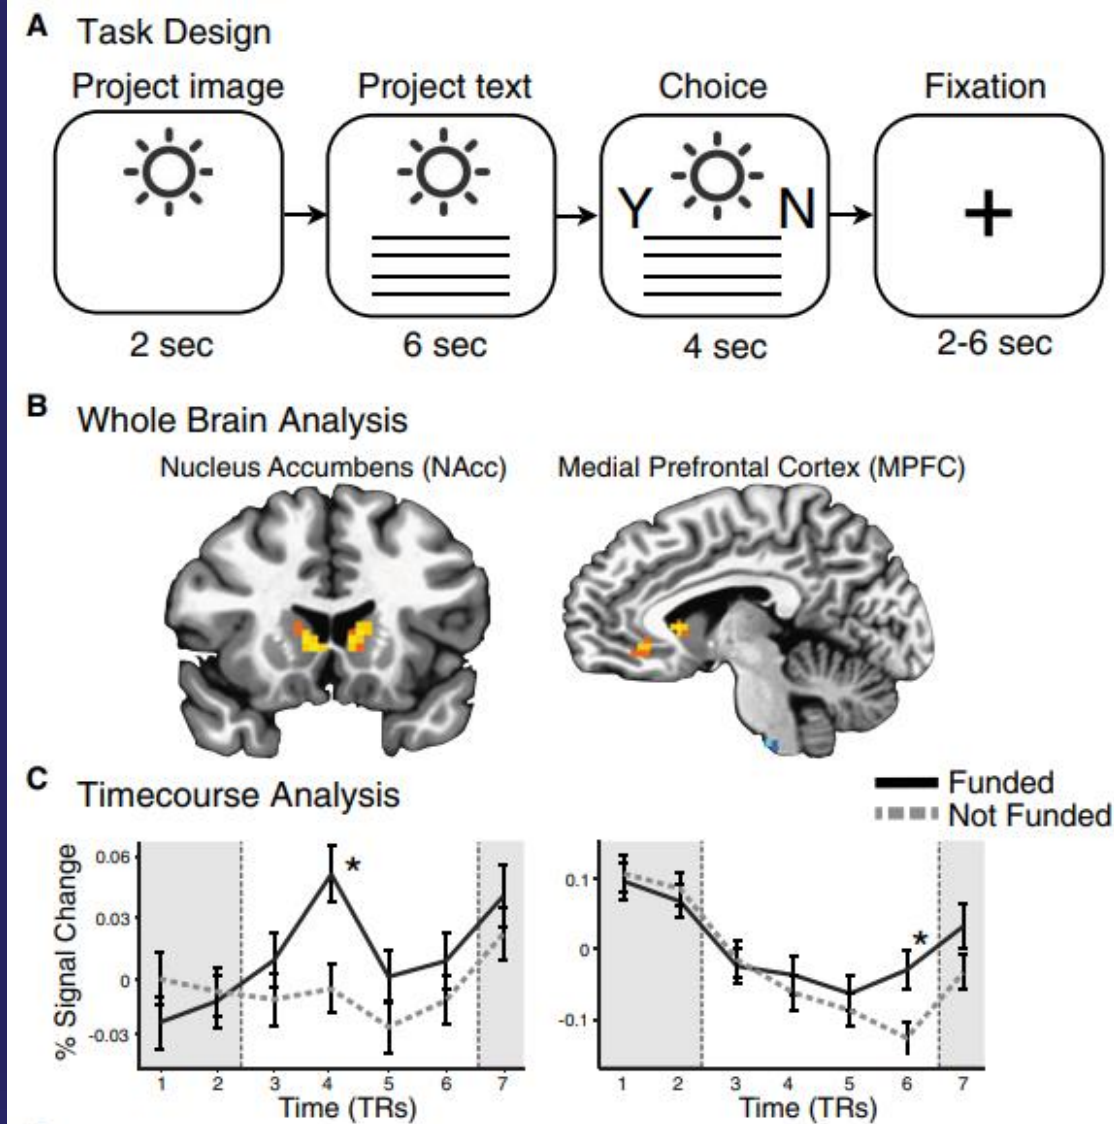 A Task Design
Project image Project text Choice Fixation
Y N
+
2 sec 6 sec 4 sec 2-6 sec
B Whole Brain Analysis
Nucleus Accumbens (NAcc) Medial Prefrontal Cortex (MPFC)
C Timecourse Analysis
Funded
Not Funded
% Signal Change
0.06
0.03
0
-0.03
*
1 2 3 4 5 6 7
Time (TRs)
0.1
0
-0.1
*
1 2 3 4 5 6 7
Time (TRs)